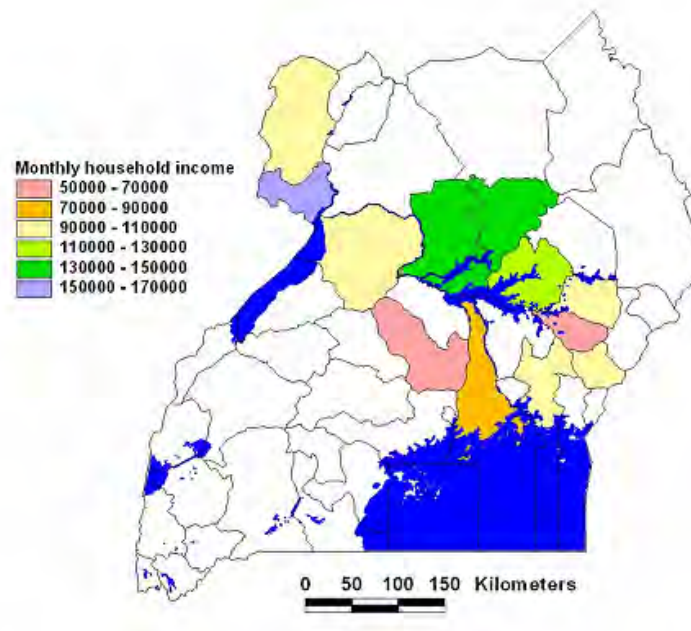 Monthly household income
50000 - 70000
70000 - 90000
90000 - 110000
110000 - 130000
130000 - 150000
150000 - 170000
0 50 100 150 Kilometers